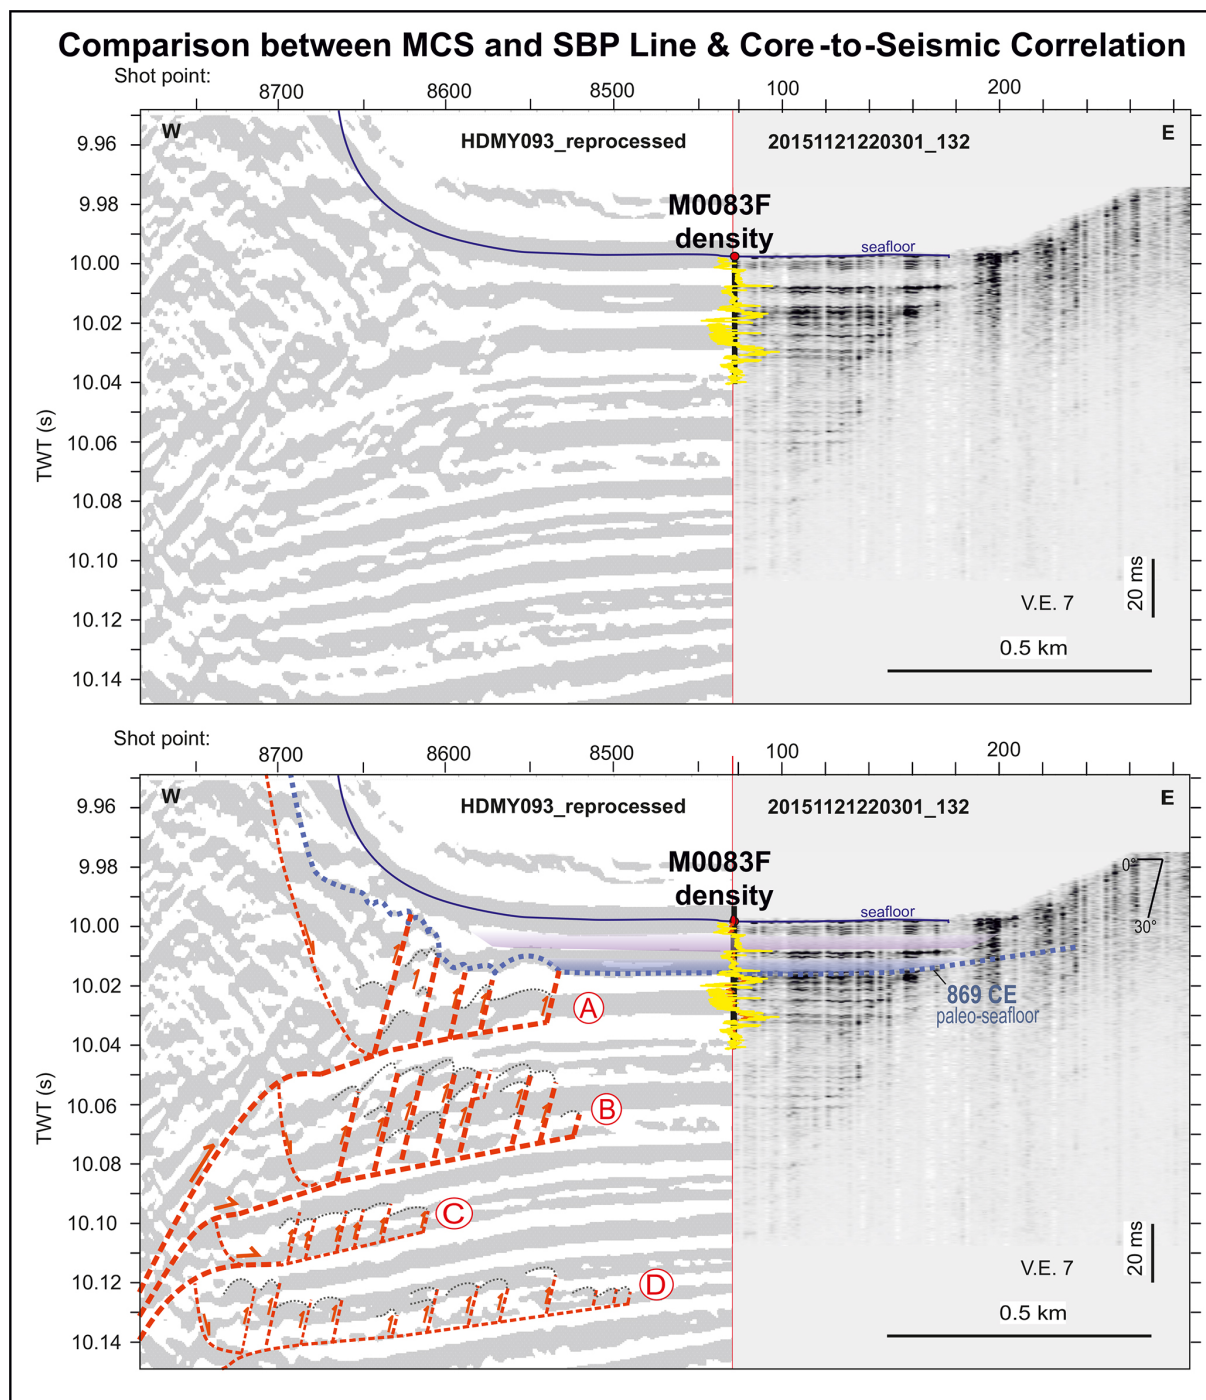 Comparison between MCS and SBP Line & Core-to-Seismic Correlation
Shot point:
8700 8600 8500 100 200
W HDMY093_reprocessed 20151121220301_132 E
9.96
M0083F
density
9.98
seafloor
10.00
10.02
10.04
TWT (s)
10.06
10.08
10.10
20 ms
V.E. 7
10.12
0.5 km
10.14
Shot point:
8700 8600 8500 100 200
W HDMY093_reprocessed 20151121220301_132 E
9.96
M0083F
density
9.98
0°
seafloor
10.00
30°
869 CE
paleo-seafloor
10.02
A
10.04
TWT (s)
10.06
B
10.08
10.10
C
20 ms
V.E. 7
10.12
D
0.5 km
10.14